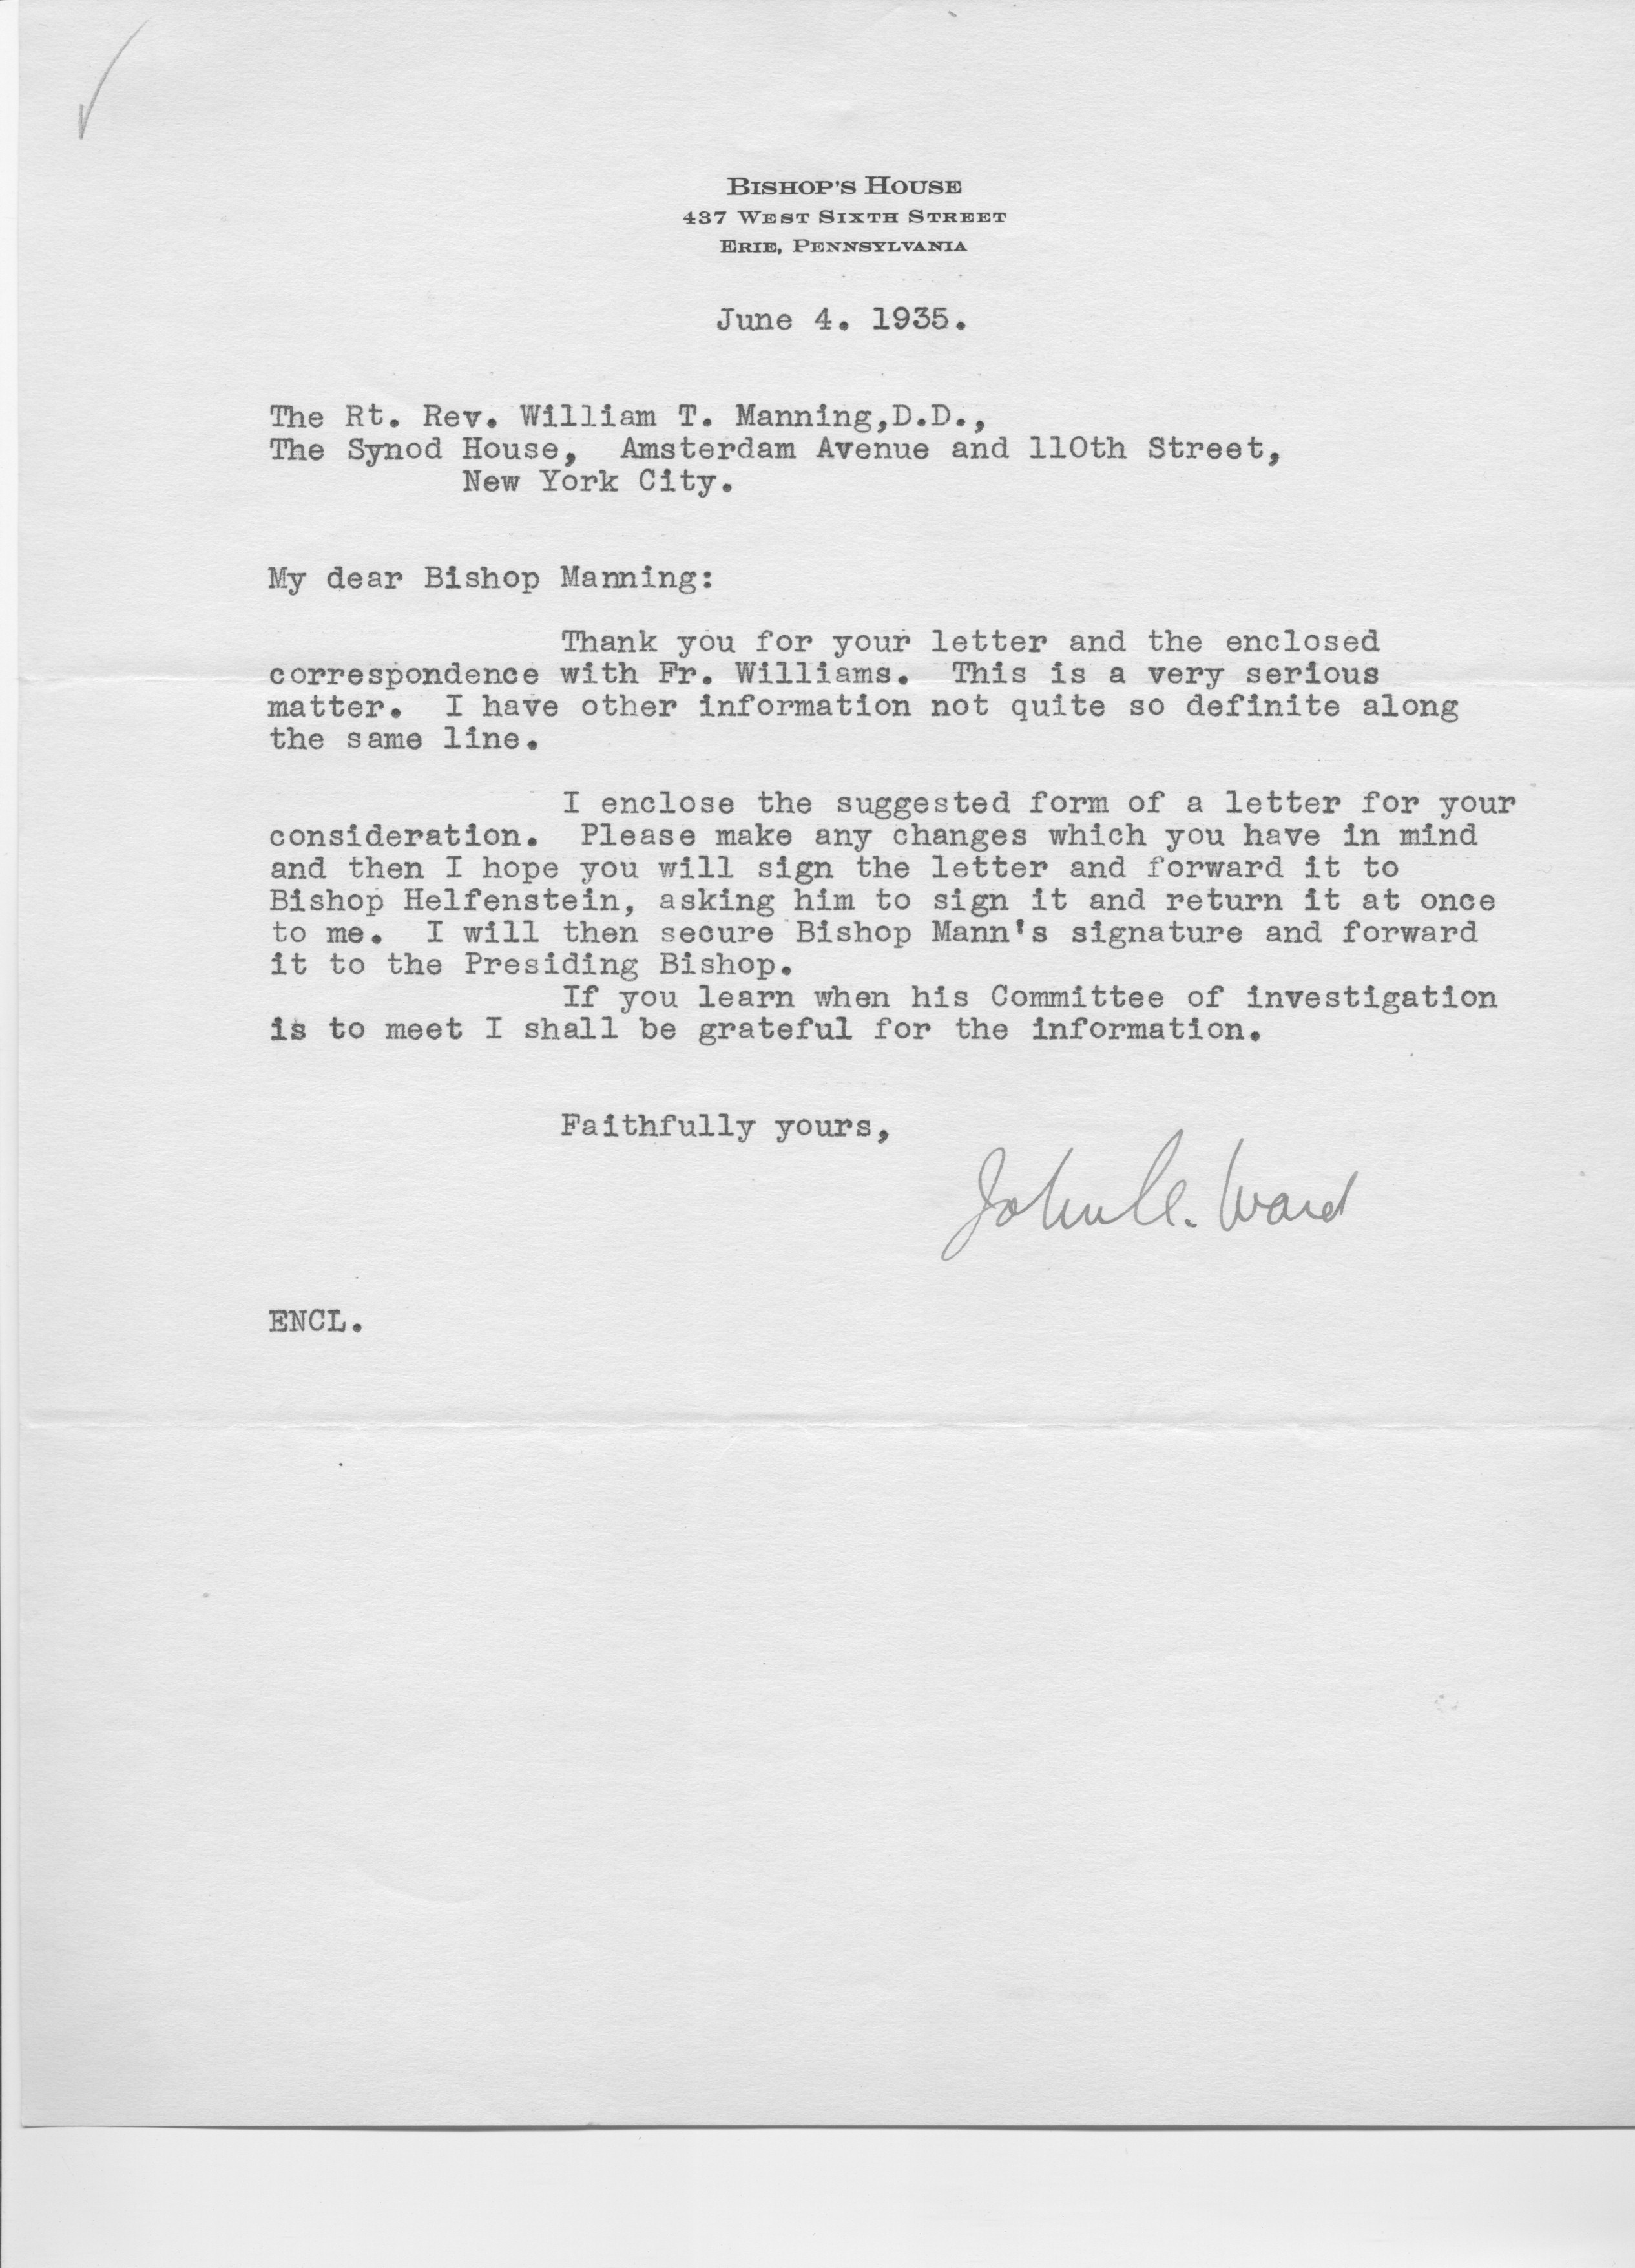 BISHOP'S HOUSE
437 WEST SIXTH STREET
ERIE, PENNSYLVANIA
June 4. 1935.
The Rt. Rev. William T. Manning,D.D.,
The Synod House, Amsterdam Avenue and 110th Street,
New York City.
My dear Bishop Manning:
Thank you for your letter and the enclosed
correspondence with Fr. Williams. This is a very serious
matter. I have other information not quite so definite along
the same line.
I enclose the suggested form of a letter for your
consideration. Please make any changes which you have in mind
and then I hope you will sign the letter and forward it to
Bishop Helfenstein, asking him to sign it and return it at once
to me. I will then secure Bishop Mann's signature and forward
it to the Presiding Bishop.
If you learn when his Committee of investigation
is to meet I shall be grateful for the information.
Faithfully yours,
John C. Ward
ENCL.